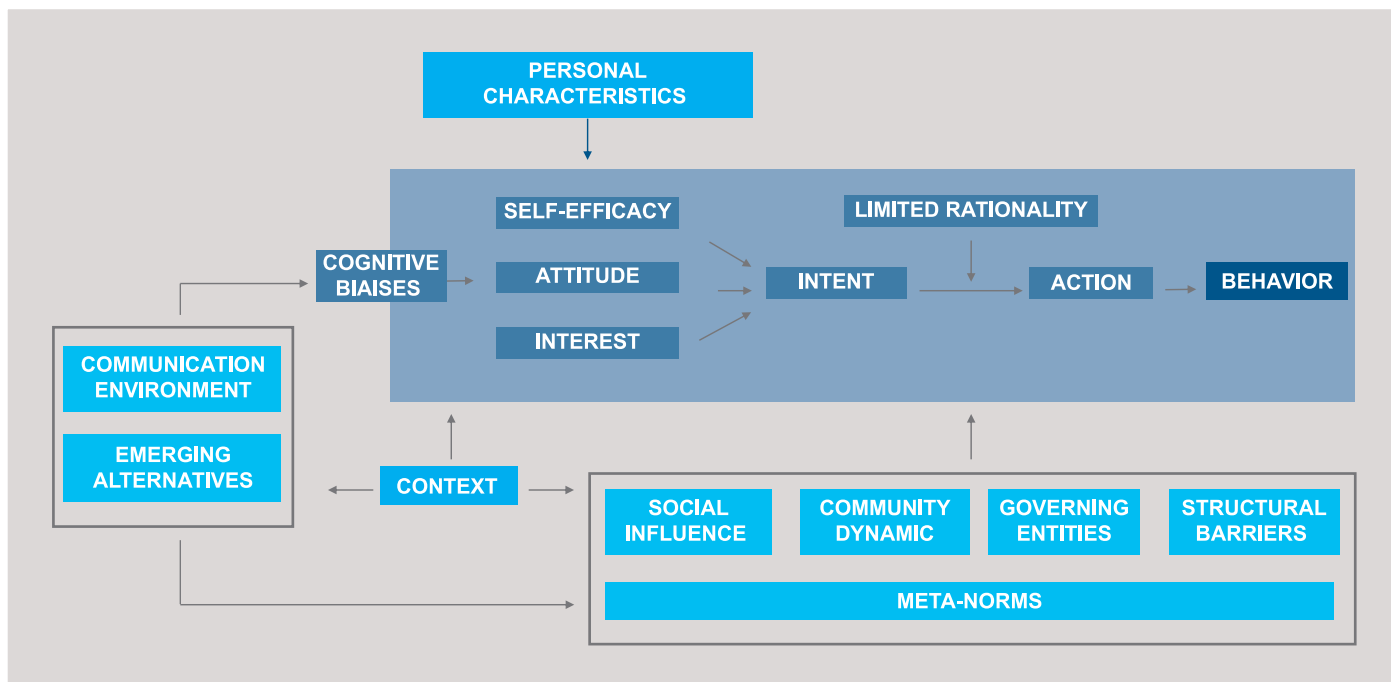 PERSONAL
CHARACTERISTICS
SELF-EFFICACY
LIMITED RATIONALITY
COGNITIVE
BIAISES
ATTITUDE
INTENT
ACTION
BEHAVIOR
INTEREST
COMMUNICATION
ENVIRONMENT
EMERGING
ALTERNATIVES
CONTEXT
SOCIAL
INFLUENCE
COMMUNITY
DYNAMIC
GOVERNING
ENTITIES
STRUCTURAL
BARRIERS
META-NORMS